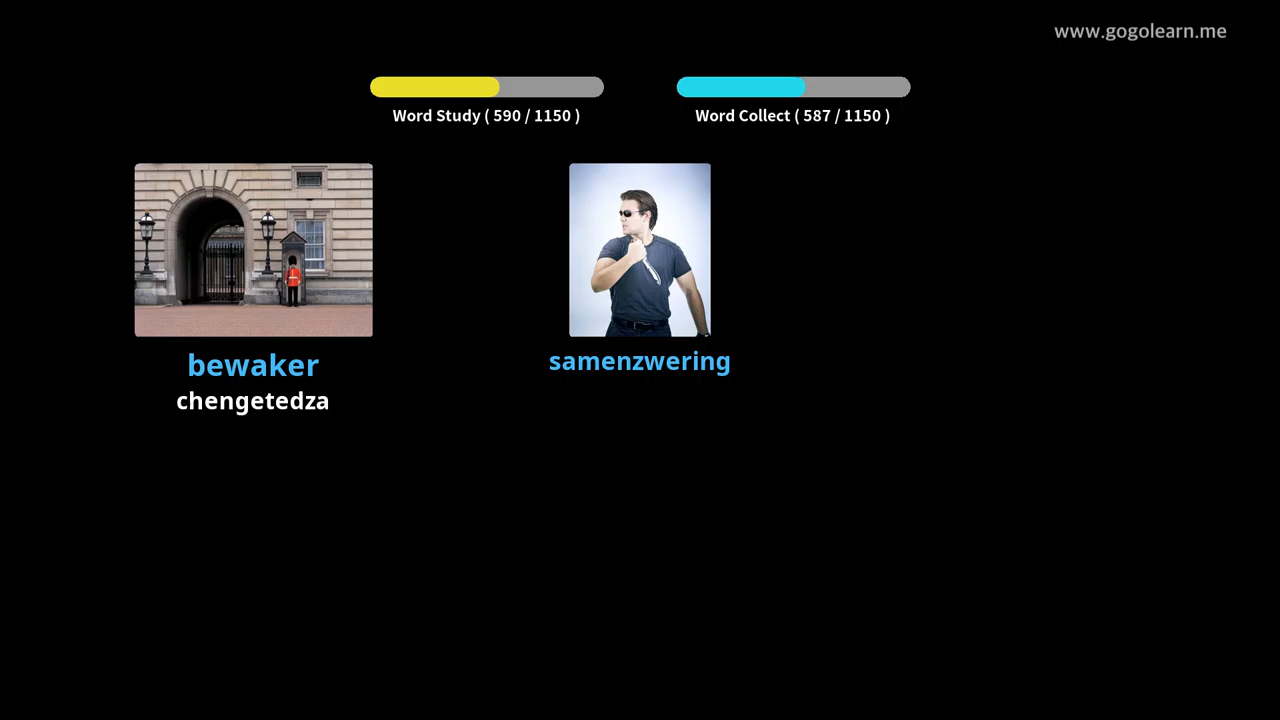 www.gogolearn.me
Word Study ( 590 / 1150 )
Word Collect ( 587 / 1150 )
bewaker
chengetedza
samenzwering